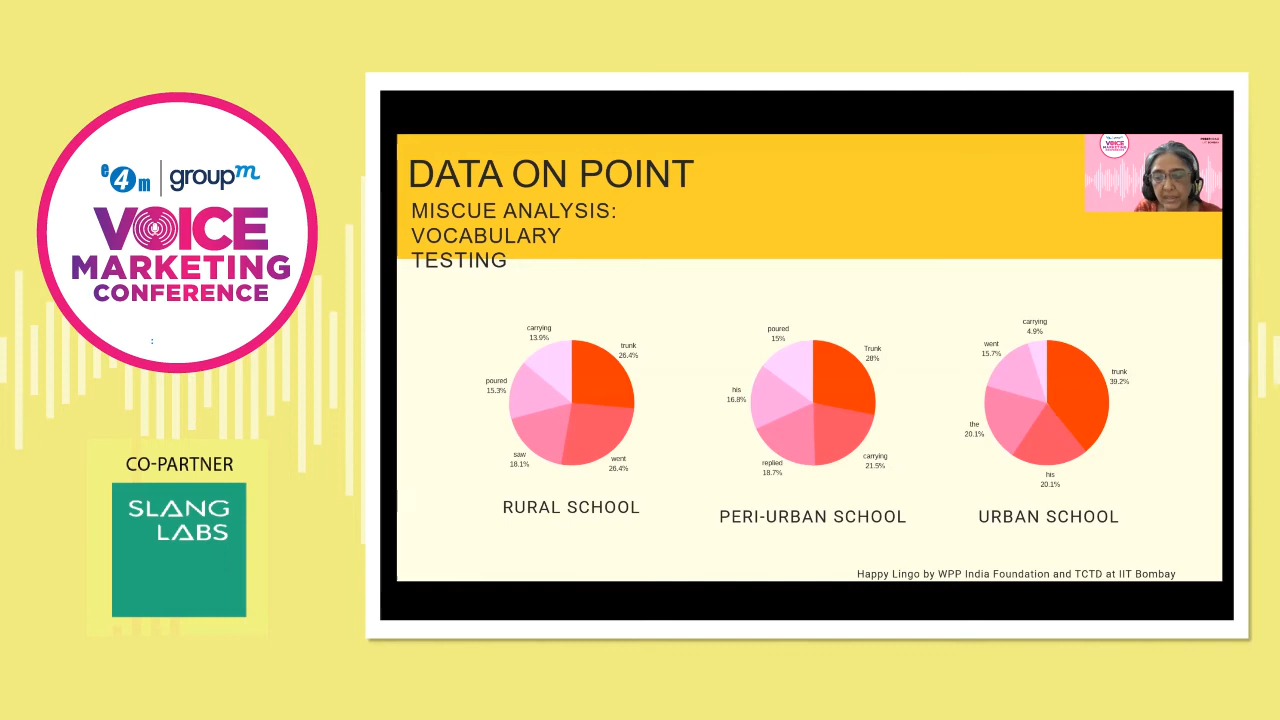 e4m | groupm
VOICE
MARKETING
CONFERENCE
:
CO-PARTNER
SLANG
LABS
DATA ON POINT
MISCUE ANALYSIS:
VOCABULARY
TESTING
VOICE
MARKETING
CONFERENCE
carrying
13.9%
trunk
26.4%
poured
15.3%
saw
18.1%
went
26.4%
RURAL SCHOOL
poured
15%
Trunk
28%
his
16.8%
replied
18.7%
carrying
21.5%
PERI-URBAN SCHOOL
carrying
4.9%
went
15.7%
trunk
39.2%
the
20.1%
his
20.1%
URBAN SCHOOL
Happy Lingo by WPP India Foundation and TCTD at IIT Bombay